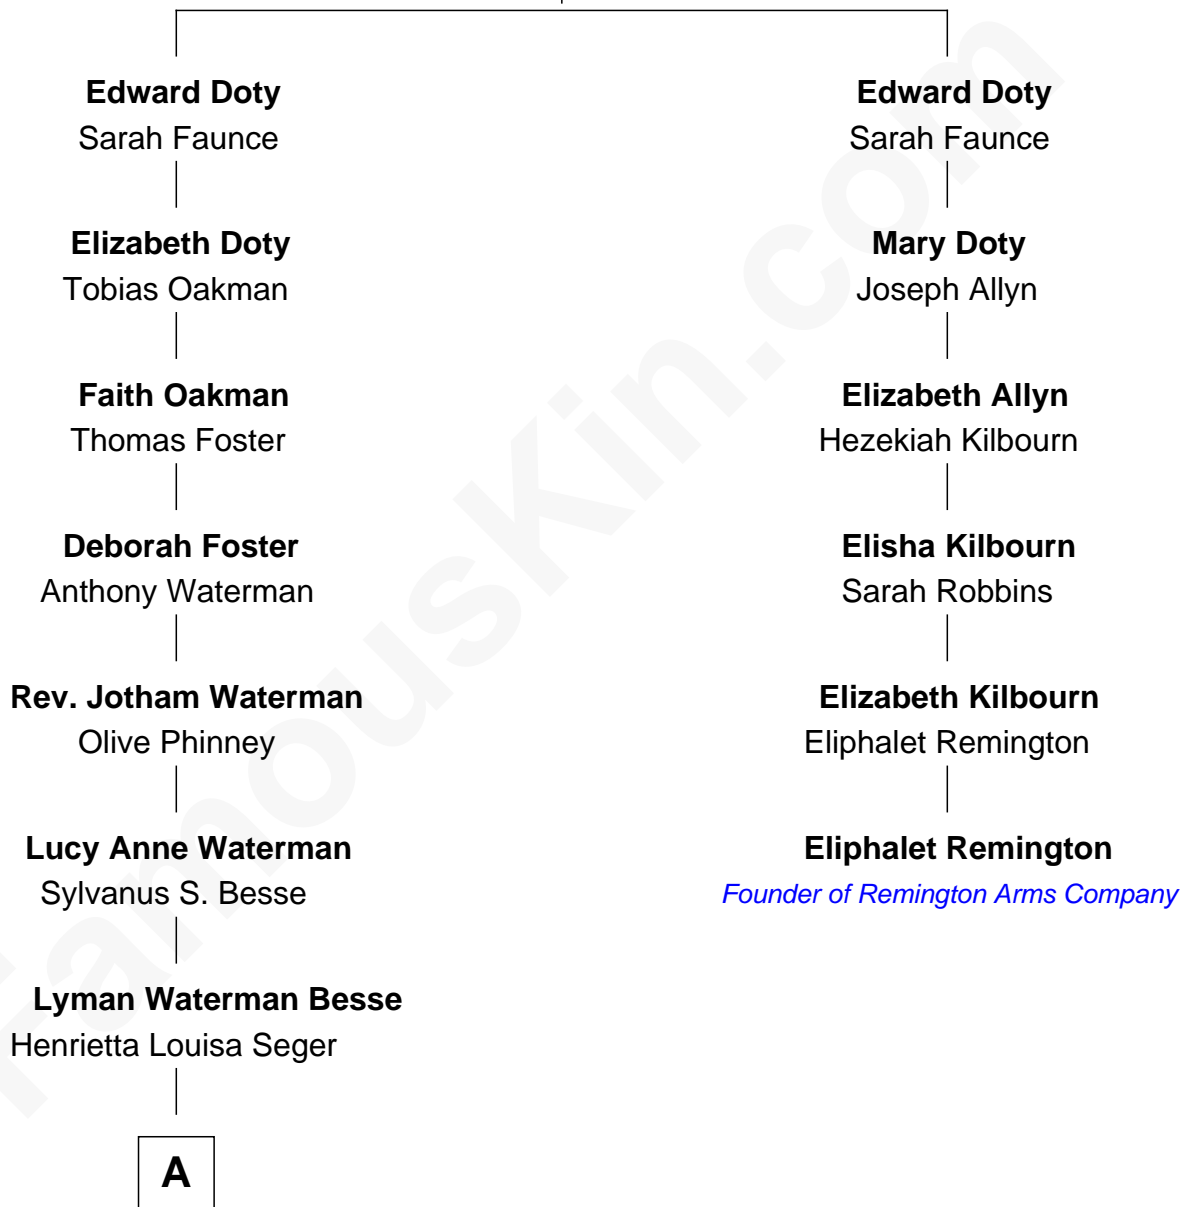 Edward Doty
Sarah Faunce
Elizabeth Doty
Tobias Oakman
Faith Oakman
Thomas Foster
Deborah Foster
Anthony Waterman
Rev. Jotham Waterman
Olive Phinney
Lucy Anne Waterman
Sylvanus S. Besse
Lyman Waterman Besse
Henrietta Louisa Seger
A
Edward Doty
Sarah Faunce
Mary Doty
Joseph Allyn
Elizabeth Allyn
Hezekiah Kilbourn
Elisha Kilbourn
Sarah Robbins
Elizabeth Kilbourn
Eliphalet Remington
Eliphalet Remington
Founder of Remington Arms Company
FamousKin.com